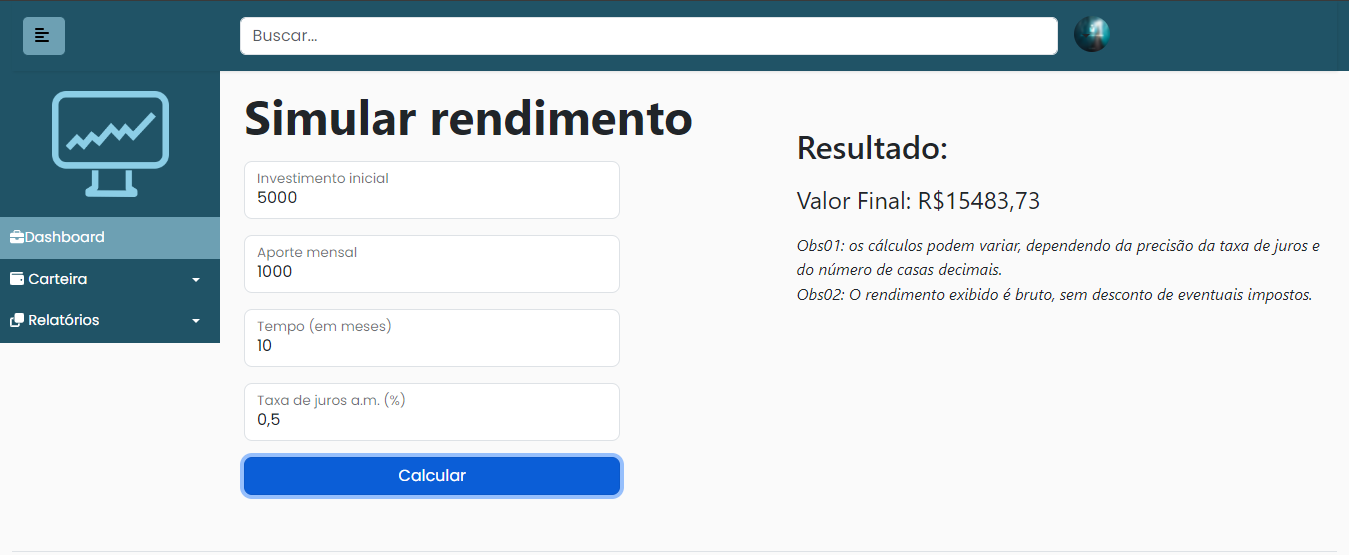 Buscar...
Dashboard
Carteira
Relatórios
Simular rendimento
Investimento inicial
5000
Aporte mensal
1000
Tempo (em meses)
10
Taxa de juros a.m. (%)
0,5
Calcular
Resultado:
Valor Final: R$15483,73
Obs01: os cálculos podem variar, dependendo da precisão da taxa de juros e
do número de casas decimais.
Obs02: O rendimento exibido é bruto, sem desconto de eventuais impostos.